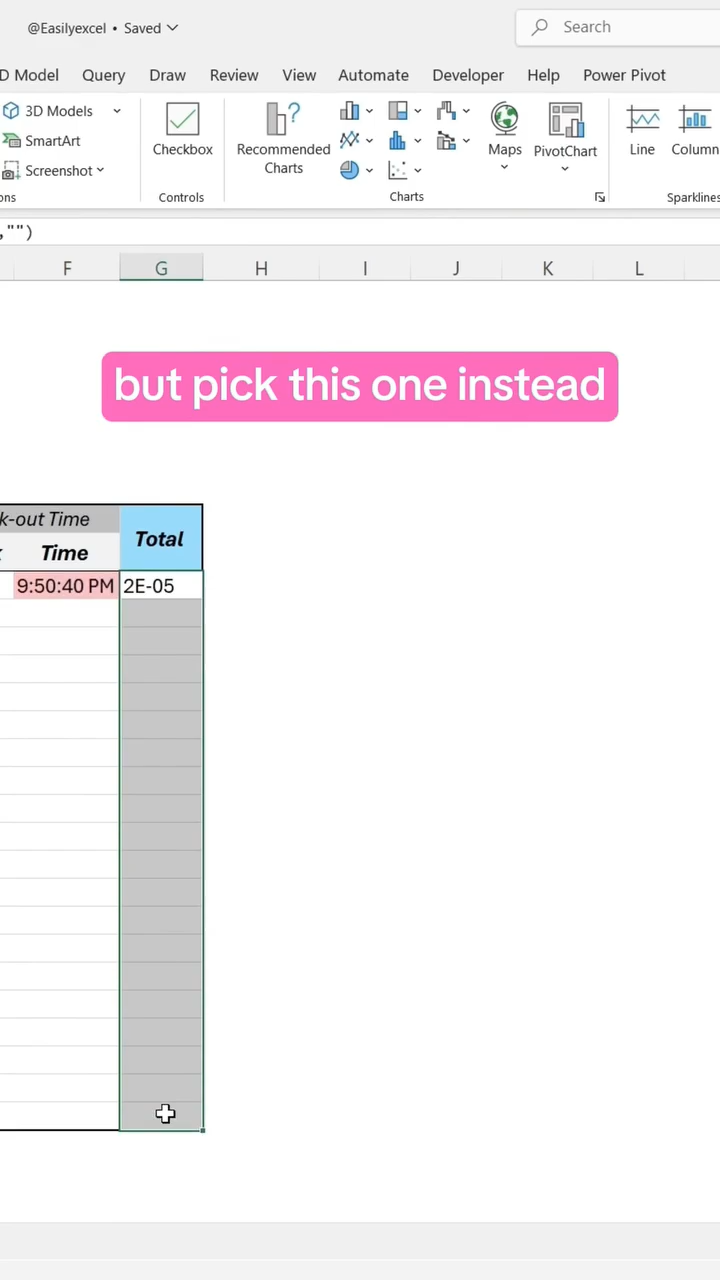 @Easilyexcel • Saved
Search
D Model Query Draw Review View Automate Developer Help Power Pivot
3D Models
SmartArt
Screenshot
ons
Checkbox
Controls
Recommended
Charts
Maps
PivotChart
Charts
Line
Column
Sparklines
,"")
F G H I J K L
but pick this one instead
k-out Time
Total
Time
9:50:40 PM 2E-05